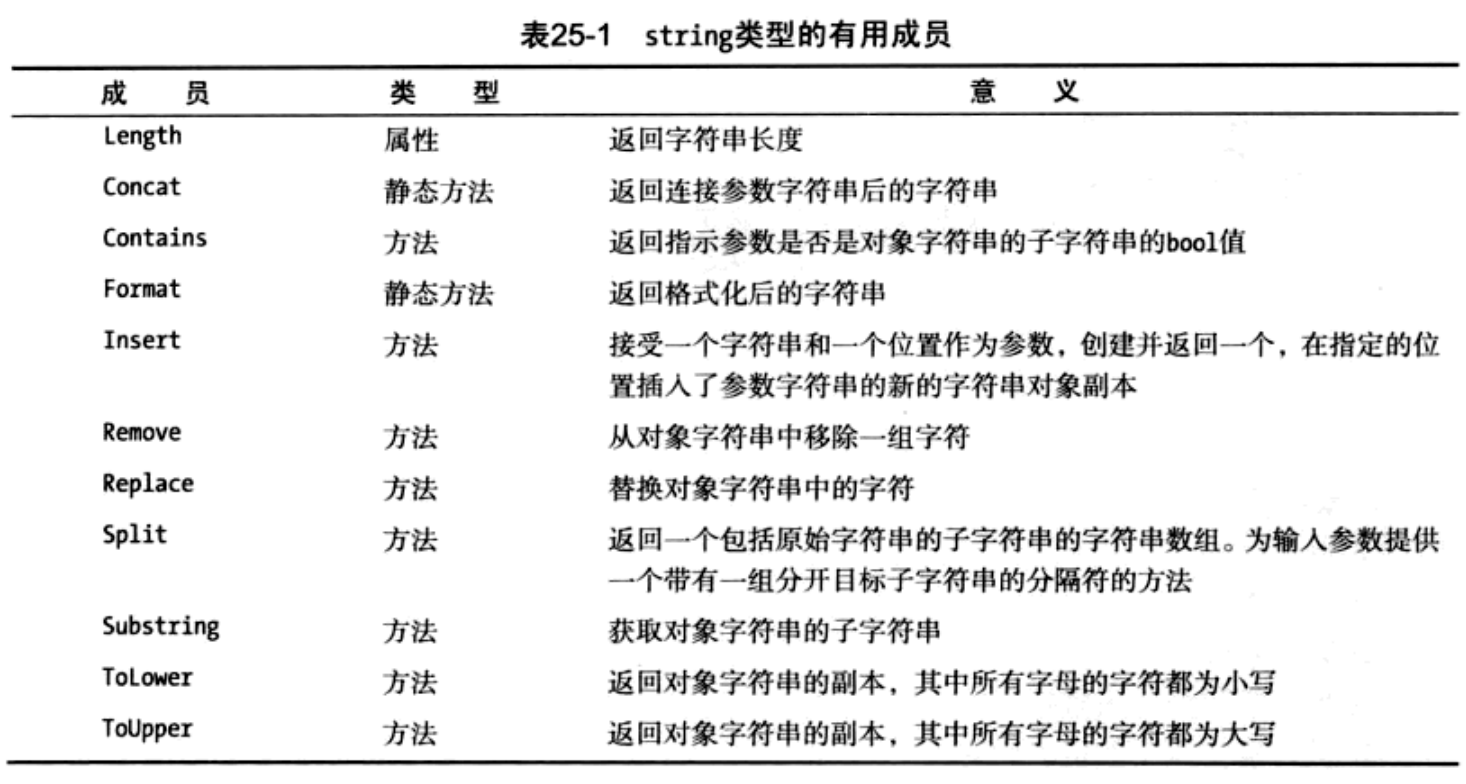 表25-1 string类型的有用成员
成 员 类 型 意 义
Length 属性 返回字符串长度
Concat 静态方法 返回连接参数字符串后的字符串
Contains 方法 返回指示参数是否是对象字符串的子字符串的bool值
Format 静态方法 返回格式化后的字符串
Insert 方法 接受一个字符串和一个位置作为参数，创建并返回一个，在指定的位
置插入了参数字符串的新的字符串对象副本
Remove 方法 从对象字符串中移除一组字符
Replace 方法 替换对象字符串中的字符
Split 方法 返回一个包括原始字符串的子字符串的字符串数组。为输入参数提供
一个带有一组分开目标子字符串的分隔符的方法
Substring 方法 获取对象字符串的子字符串
ToLower 方法 返回对象字符串的副本，其中所有字母的字符都为小写
ToUpper 方法 返回对象字符串的副本，其中所有字母的字符都为大写